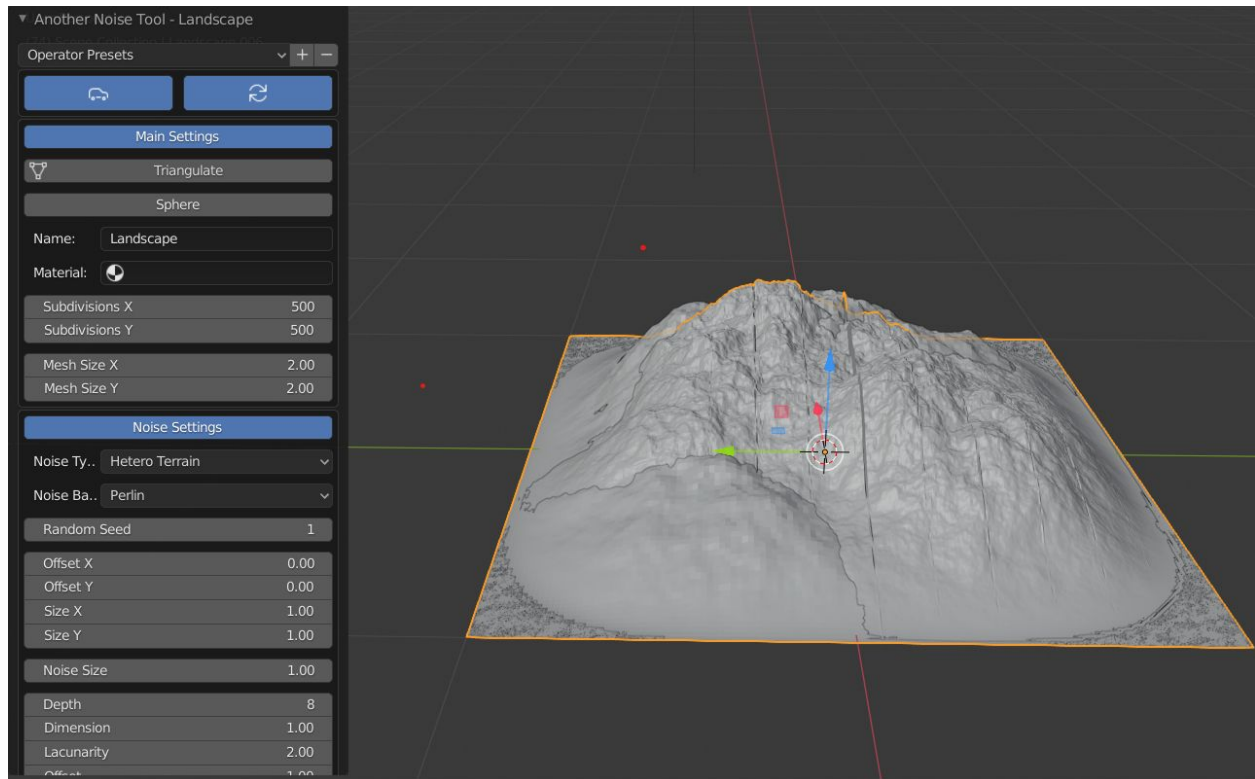 Another Noise Tool - Landscape
Operator Presets
Main Settings
Triangulate
Sphere
Name: Landscape
Material:
Subdivisions X 500
Subdivisions Y 500
Mesh Size X 2.00
Mesh Size Y 2.00
Noise Settings
Noise Ty.. Hetero Terrain
Noise Ba.. Perlin
Random Seed 1
Offset X 0.00
Offset Y 0.00
Size X 1.00
Size Y 1.00
Noise Size 1.00
Depth 8
Dimension 1.00
Lacunarity 2.00
Offset 1.00